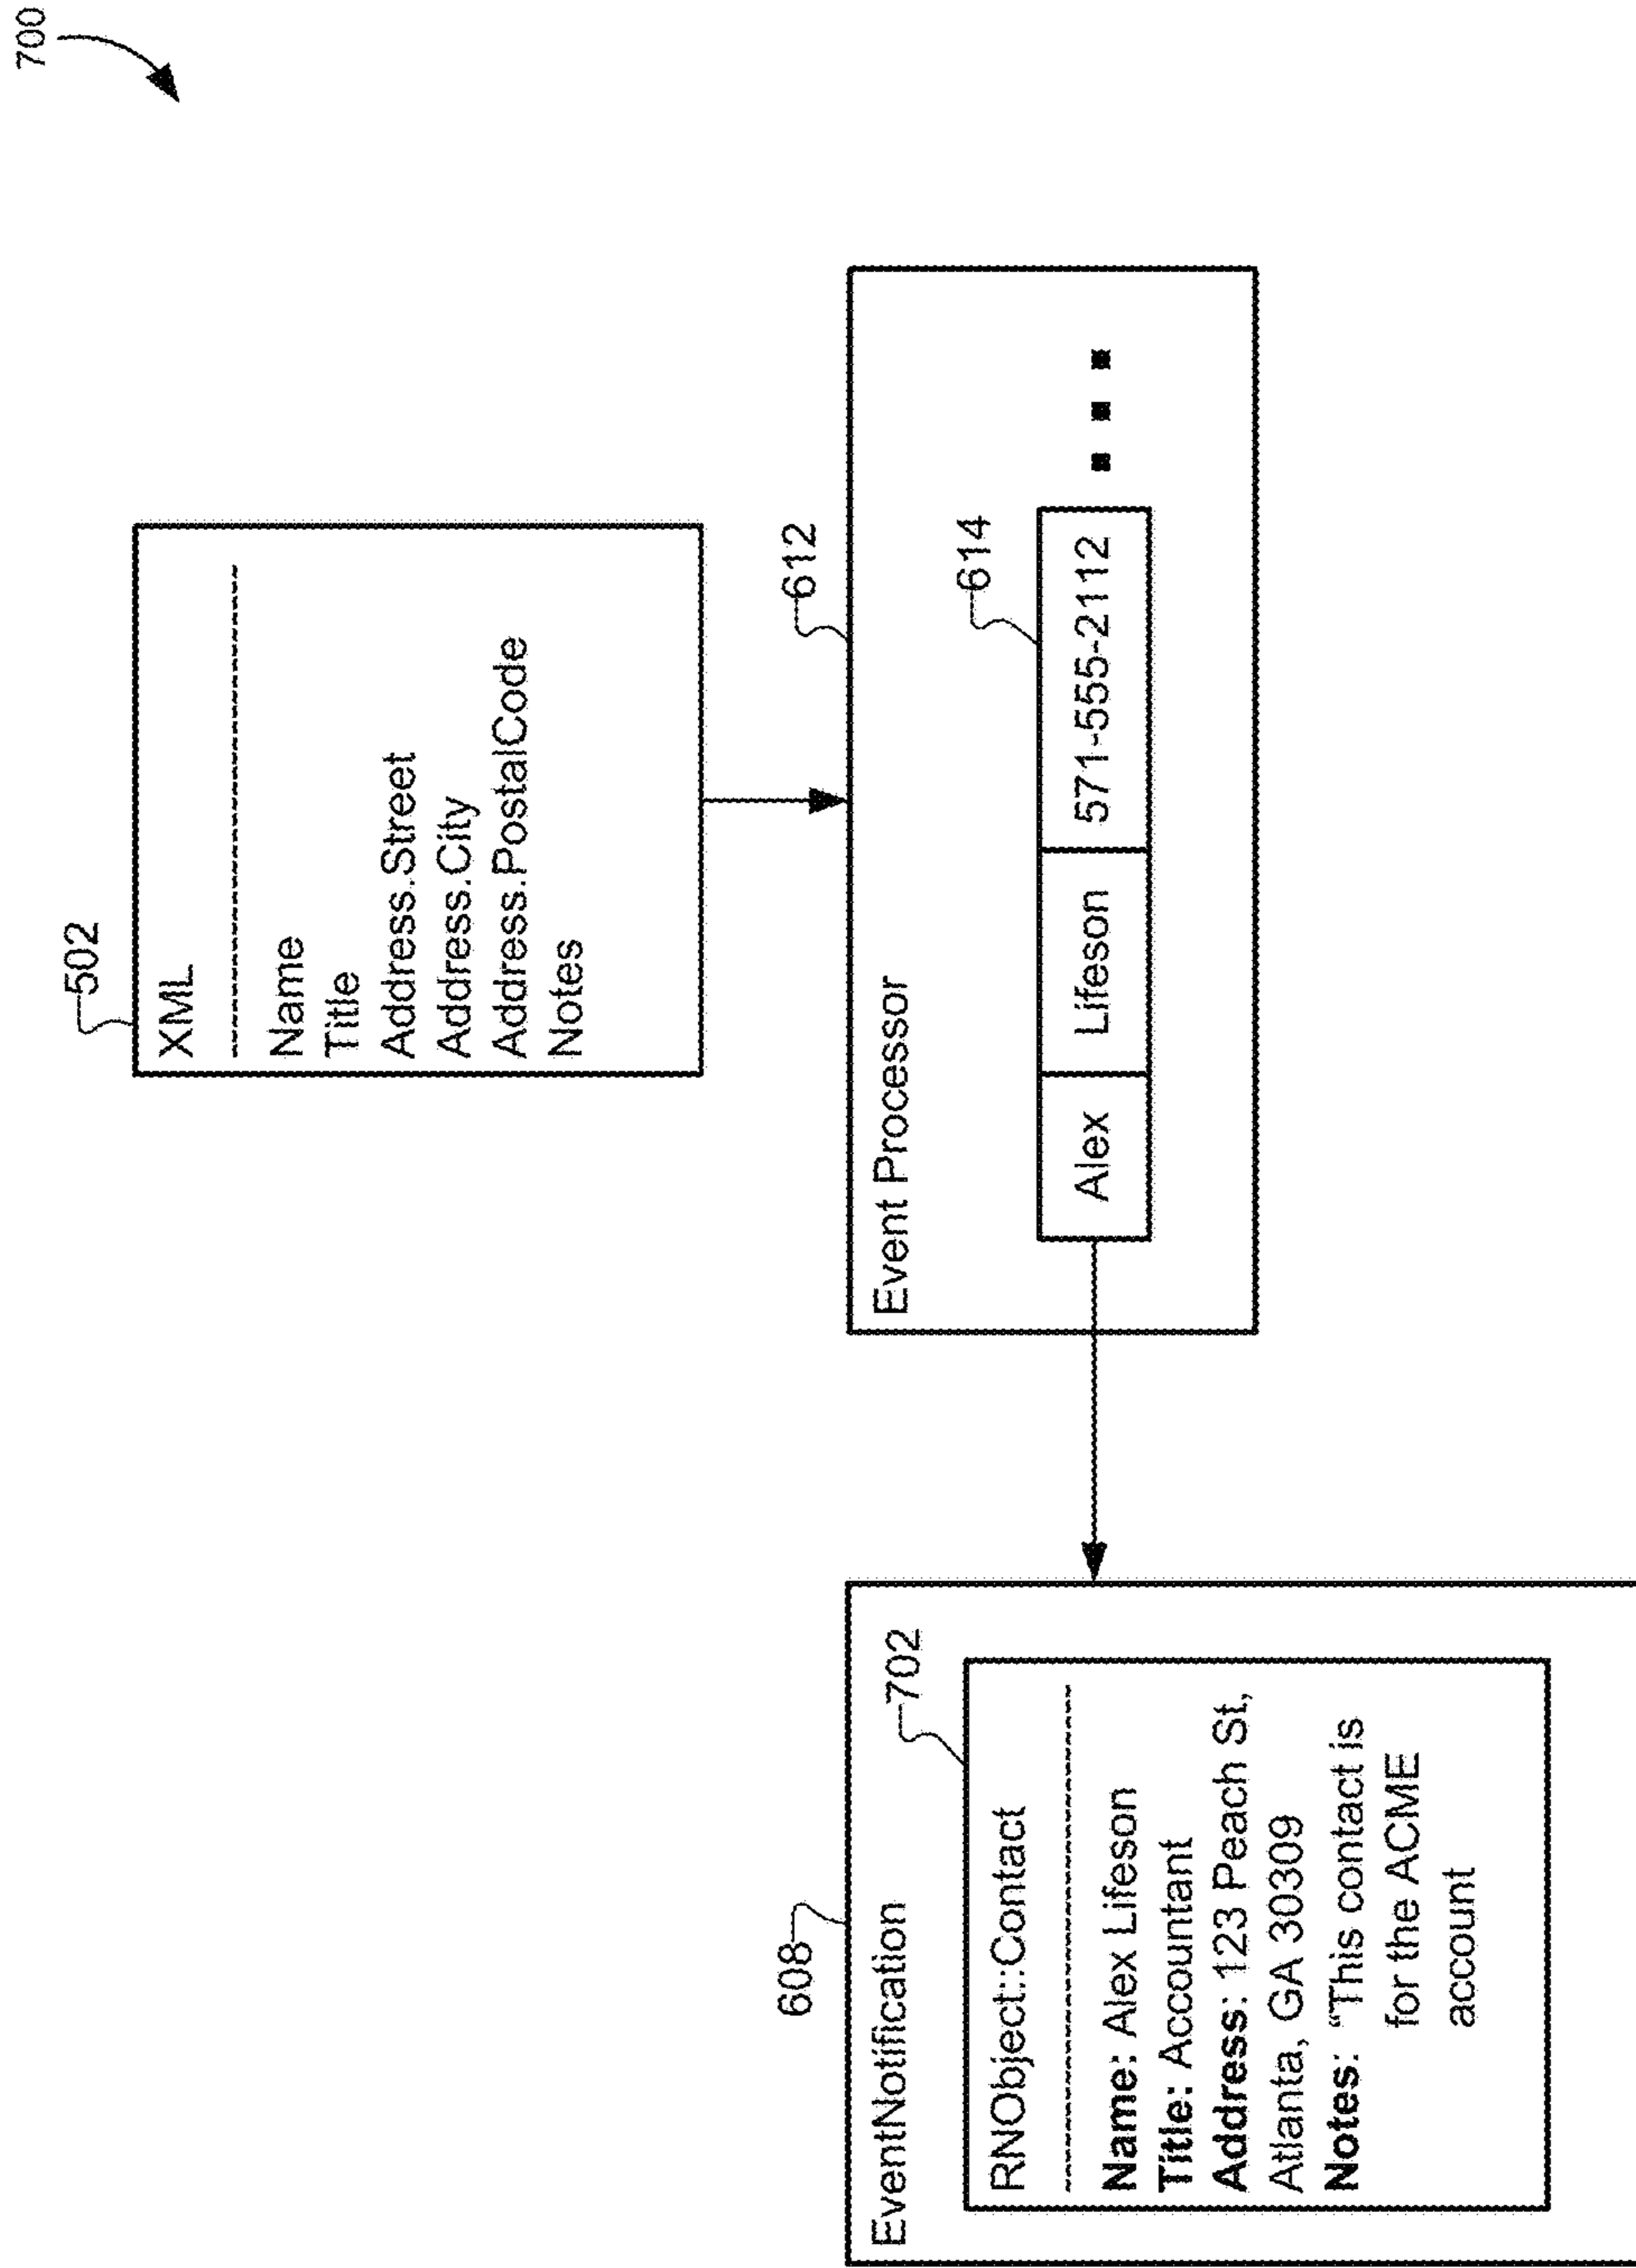 700
502
XML
Name
Title
Address.Street
Address.City
Address.PostalCode
Notes
612
Event Processor
614
Alex
Lifeson
571-555-2112
608
EventNotification
702
RNObject::Contact
Name: Alex Lifeson
Title: Accountant
Address: 123 Peach St,
Atlanta, GA 30309
Notes: “This contact is
for the ACME
account